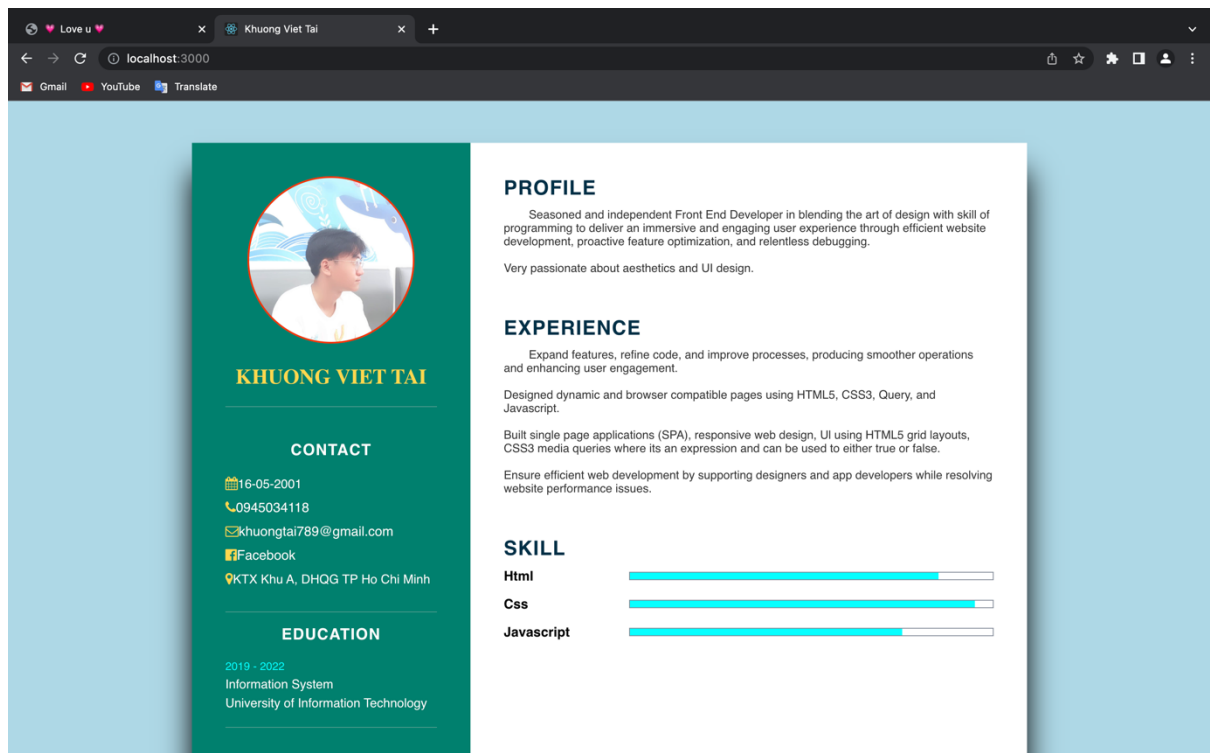 Love u
Khuong Viet Tai
localhost:3000
Gmail YouTube Translate
KHUONG VIET TAI
CONTACT
16-05-2001
0945034118
khuongtai789@gmail.com
Facebook
KTX Khu A, DHQG TP Ho Chi Minh
EDUCATION
2019 - 2022
Information System
University of Information Technology
PROFILE
Seasoned and independent Front End Developer in blending the art of design with skill of
programming to deliver an immersive and engaging user experience through efficient website
development, proactive feature optimization, and relentless debugging.
Very passionate about aesthetics and UI design.
EXPERIENCE
Expand features, refine code, and improve processes, producing smoother operations
and enhancing user engagement.
Designed dynamic and browser compatible pages using HTML5, CSS3, Query, and
Javascript.
Built single page applications (SPA), responsive web design, UI using HTML5 grid layouts,
CSS3 media queries where its an expression and can be used to either true or false.
Ensure efficient web development by supporting designers and app developers while resolving
website performance issues.
SKILL
Html
Css
Javascript